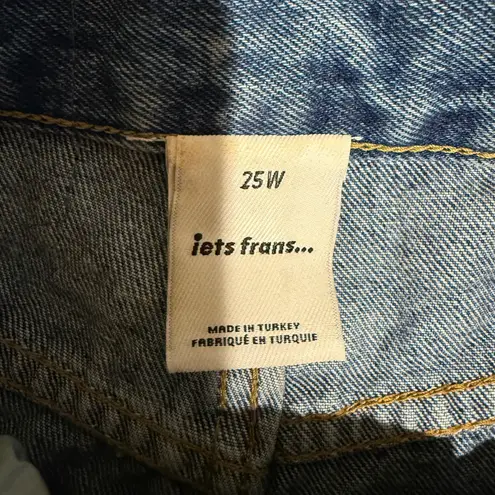 25W
iets frans...
MADE IN TURKEY
FABRIQUÉ EN TURQUIE